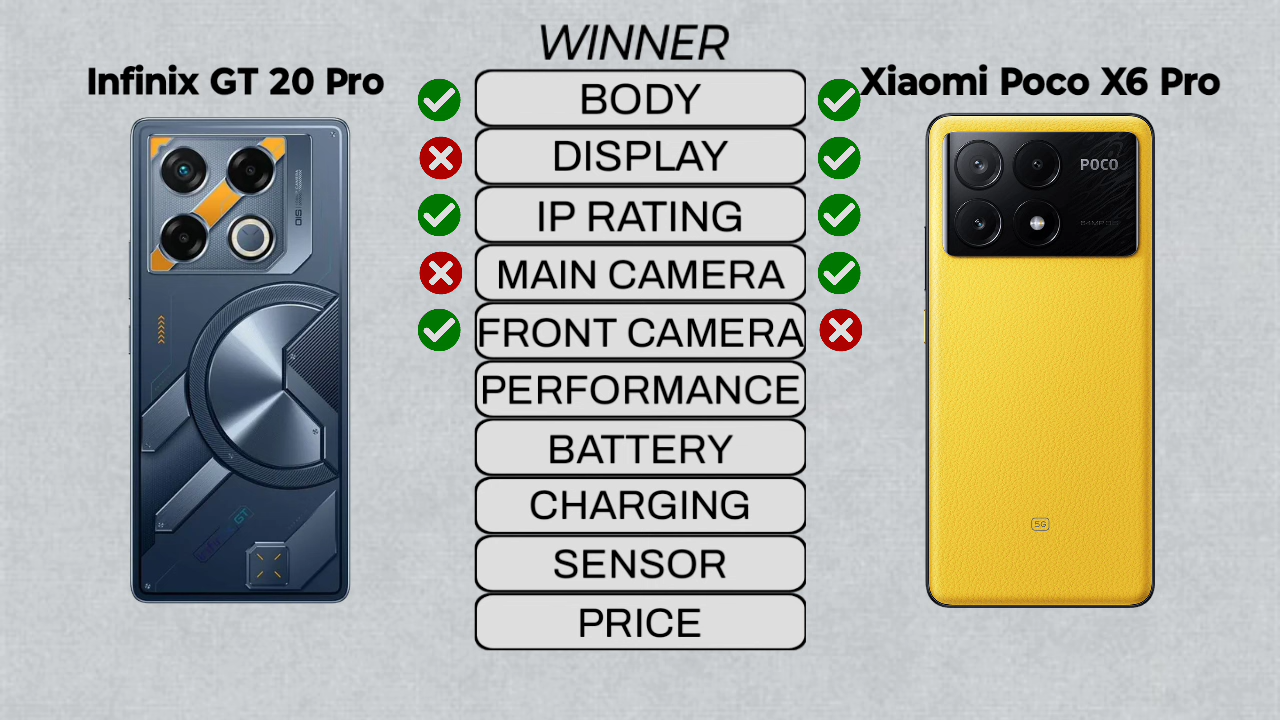 WINNER
Infinix GT 20 Pro
Xiaomi Poco X6 Pro
BODY
DISPLAY
IP RATING
MAIN CAMERA
FRONT CAMERA
PERFORMANCE
BATTERY
CHARGING
SENSOR
PRICE
POCO
GT
5G